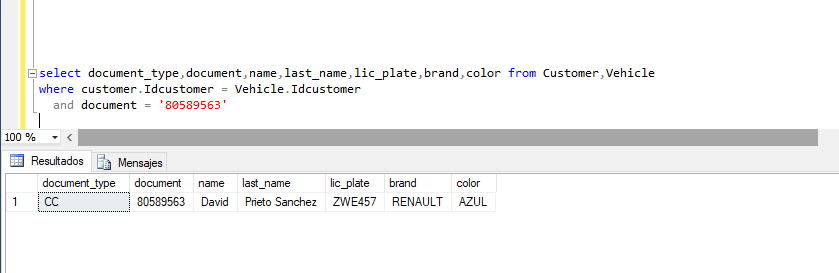 select document_type,document,name,last_name,lic_plate,brand,color from Customer,Vehicle
where customer.Idcustomer = Vehicle.Idcustomer
and document = '80589563'
100 %
Resultados Mensajes
document_type document name last_name lic_plate brand color
1 CC 80589563 David Prieto Sanchez ZWE457 RENAULT AZUL